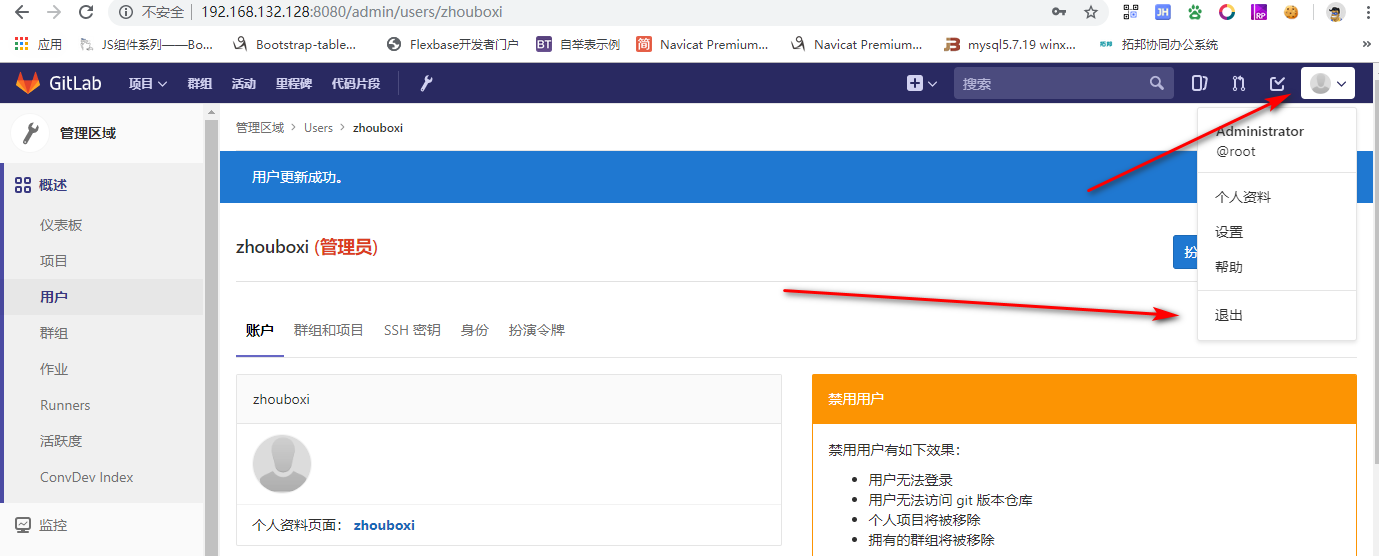 不安全 192.168.132.128:8080/admin/users/zhouboxi
应用 JS组件系列——Bo... Bootstrap-table... Flexbase开发者门户 BT 自举表示例 简 Navicat Premium... Navicat Premium... mysql5.7.19 winx... 拓邦 拓邦协同办公系统 »
GitLab 项目 群组 活动 里程碑 代码片段 搜索
管理区域
管理区域 > Users > zhouboxi
Administrator
@root
用户更新成功。
概述
仪表板
项目
用户
群组
作业
Runners
活跃度
ConvDev Index
监控
zhouboxi (管理员)
扮
个人资料
设置
帮助
退出
账户 群组和项目 SSH 密钥 身份 扮演令牌
zhouboxi
个人资料页面： zhouboxi
禁用用户
禁用用户有如下效果：
• 用户无法登录
• 用户无法访问 git 版本仓库
• 个人项目将被移除
• 拥有的群组将被移除